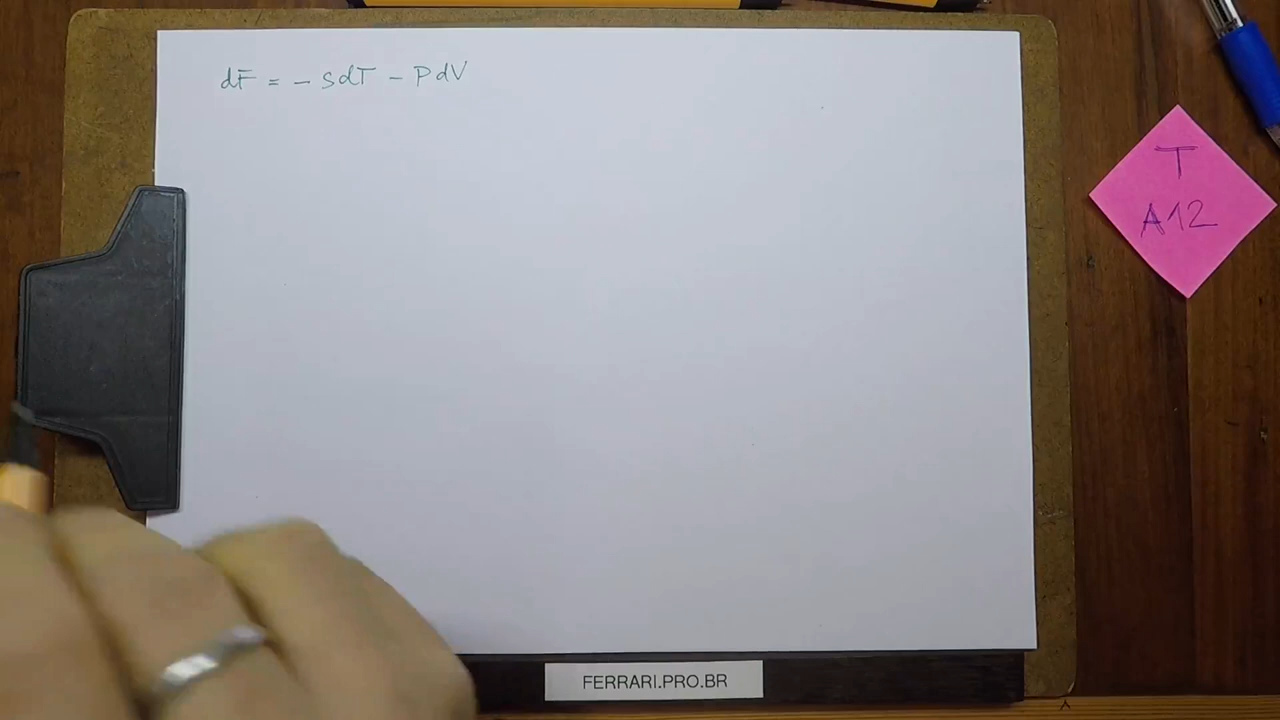 dF = - SdT - PdV
T
A12
FERRARI.PRO.BR